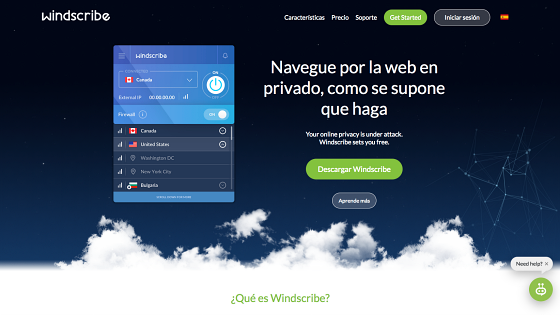 windscribe
Características Precio Soporte Get Started Iniciar sesión
windscribe
CONNECTED ON
Canada
External IP 00.00.00.00
Firewall ON
Canada
United States
Washington DC
New York City
Bulgaria
Navegue por la web en
privado, como se supone
que haga
Your online privacy is under attack.
Windscribe sets you free.
Descargar Windscribe
Aprende más
Need help? ×
¿Qué es Windscribe?